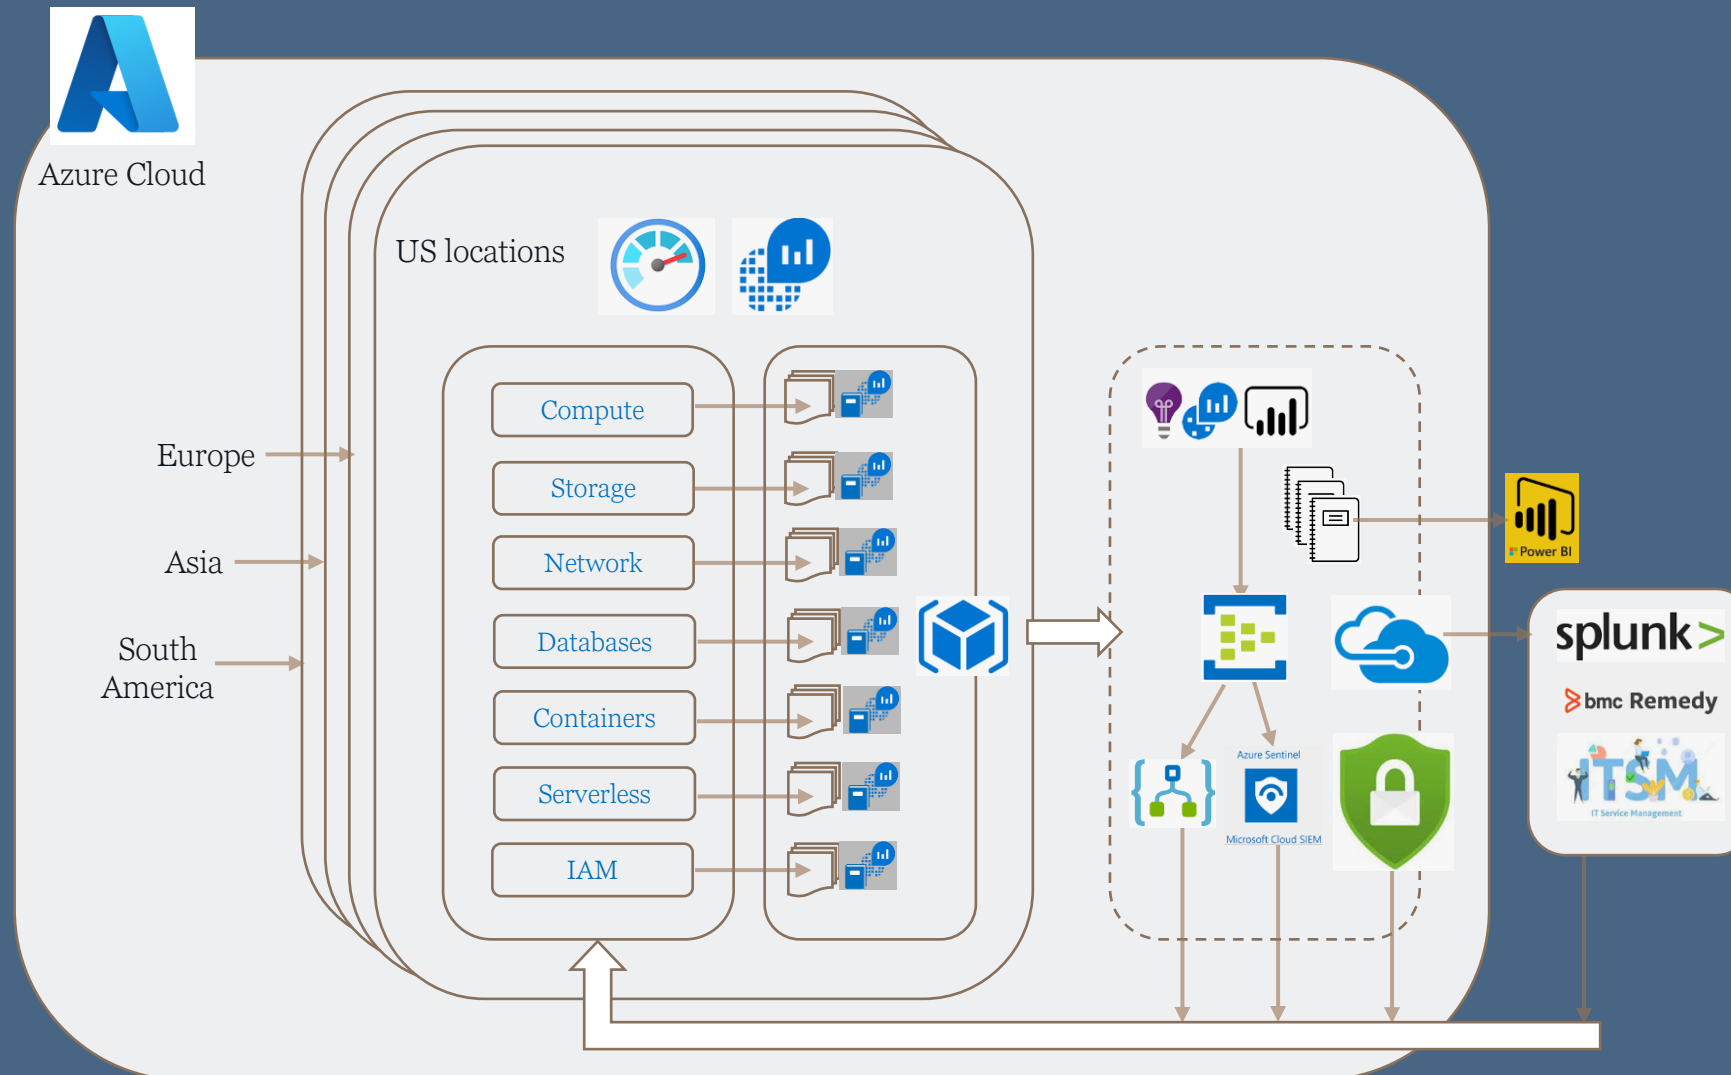 Azure Cloud
US locations
Compute
Storage
Network
Databases
Containers
Serverless
IAM
Europe
Asia
South
America
Azure Sentinel
Microsoft Cloud SIEM
Power BI
splunk>
bmc Remedy
ITSM
IT Service Management